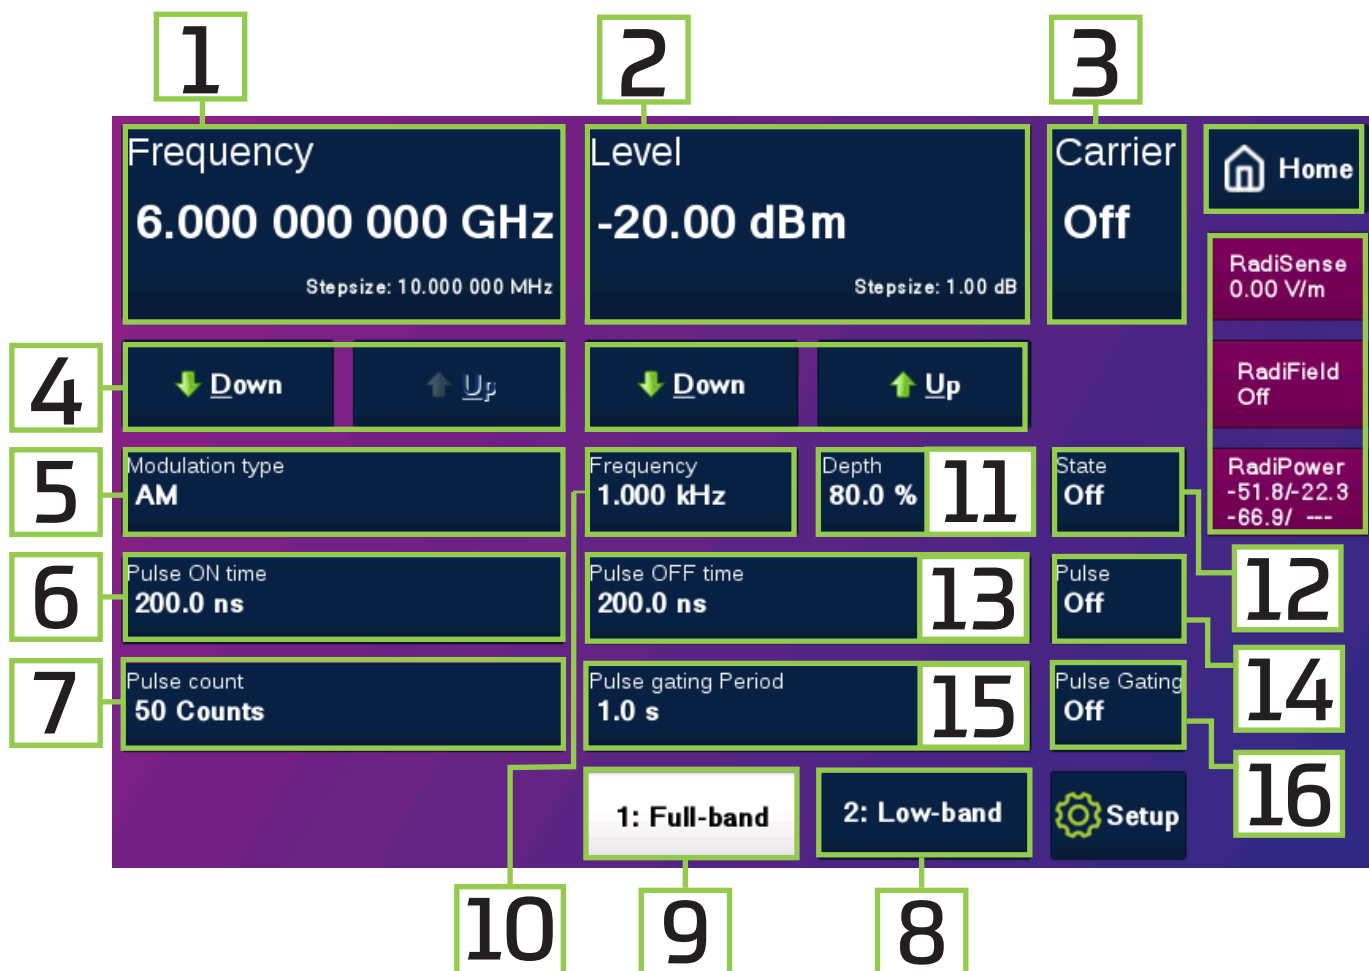 1
2
3
Frequency
6.000 000 000 GHz
Stepsize: 10.000 000 MHz
Level
-20.00 dBm
Stepsize: 1.00 dB
Carrier
Off
Home
RadiSense
0.00 V/m
RadiField
Off
RadiPower
-51.8/-22.3
-66.9/ ---
4
Down
Up
Down
Up
5
Modulation type
AM
Frequency
1.000 kHz
Depth
80.0 %
11
State
Off
6
Pulse ON time
200.0 ns
Pulse OFF time
200.0 ns
13
Pulse
Off
12
7
Pulse count
50 Counts
Pulse gating Period
1.0 s
15
Pulse Gating
Off
14
16
1: Full-band
2: Low-band
Setup
10
9
8